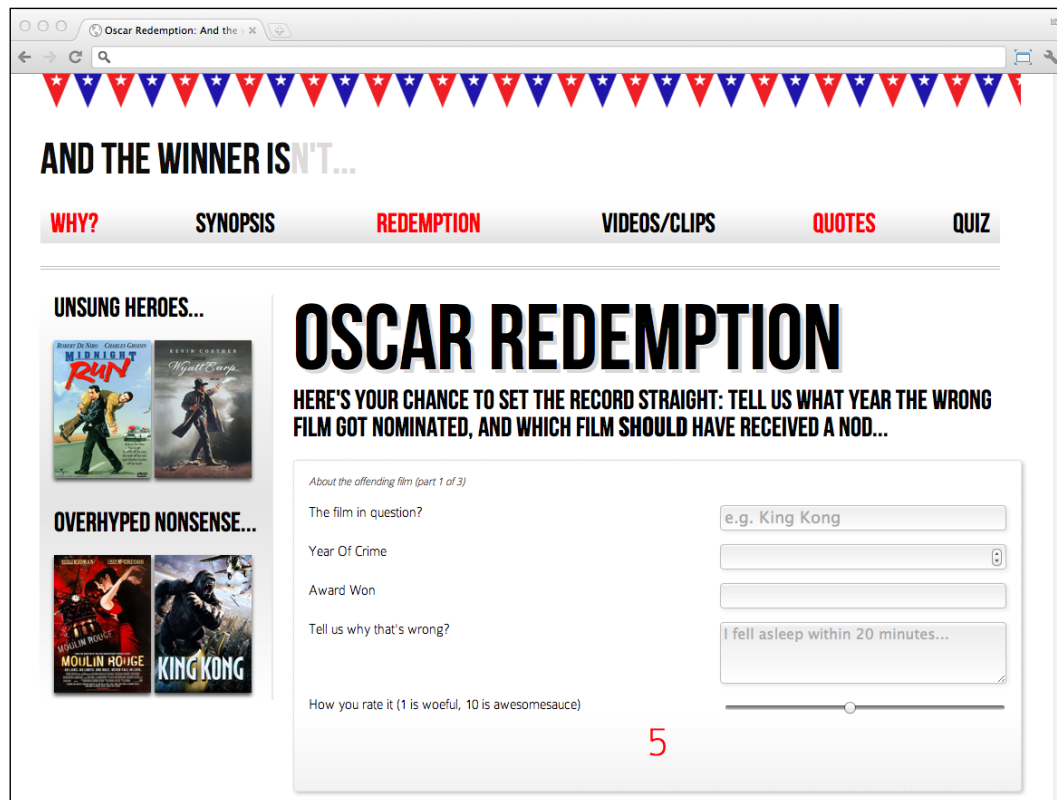 Oscar Redemption: And the
AND THE WINNER ISN'T...
WHY? SYNOPSIS REDEMPTION VIDEOS/CLIPS QUOTES QUIZ
UNSUNG HEROES...
ROBERT DE NIRO CHARLES GRODIN
MIDNIGHT
RUN
KEVIN COSTNER
Wyatt Earp
OVERHYPED NONSENSE...
MOULIN ROUGE
MOULIN ROUGE
KING KONG
OSCAR REDEMPTION
HERE'S YOUR CHANCE TO SET THE RECORD STRAIGHT: TELL US WHAT YEAR THE WRONG
FILM GOT NOMINATED, AND WHICH FILM SHOULD HAVE RECEIVED A NOD...
About the offending film (part 1 of 3)
The film in question? e.g. King Kong
Year Of Crime
Award Won
Tell us why that's wrong? I fell asleep within 20 minutes...
How you rate it (1 is woeful, 10 is awesomesauce)
5